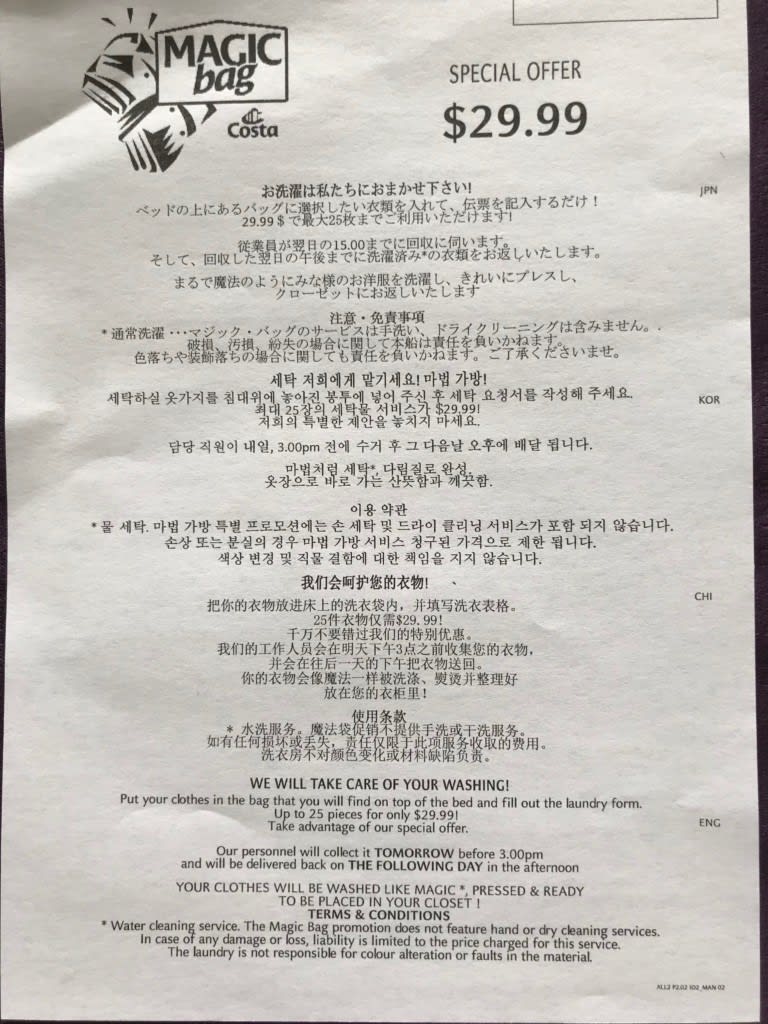 MAGIC
bag
Costa
SPECIAL OFFER
$29.99
お洗濯は私たちにおまかせ下さい!
JPN
ベッドの上にあるバッグに選択したい衣類を入れて、伝票を記入するだけ！
29.99＄で最大25枚までご利用いただけます!
従業員が翌日の15.00までに回収に伺います。
そして、回収した翌日の午後までに洗濯済み*の衣類をお返しいたします。
まるで魔法のようにみな様のお洋服を洗濯し、きれいにプレスし、
クローゼットにお返しいたします
注意・免責事項
* 通常洗濯 ・・・マジック・バッグのサービスは手洗い、ドライクリーニングは含みません。.
破損、汚損、紛失の場合に関して本船は責任を負いかねます。
色落ちや装飾落ちの場合に関しても責任を負いかねます。ご了承くださいませ。
세탁 저희에게 맡기세요! 마법 가방!
세탁하실 옷가지를 침대위에 놓아진 봉투에 넣어 주신 후 세탁 요청서를 작성해 주세요.
KOR
최대 25장의 세탁물 서비스가 $29.99!
저희의 특별한 제안을 놓치지 마세요.
담당 직원이 내일, 3.00pm 전에 수거 후 그 다음날 오후에 배달 됩니다.
마법처럼 세탁*, 다림질로 완성.
옷장으로 바로 가는 산뜻함과 깨끗함.
이용 약관
* 물 세탁. 마법 가방 특별 프로모션에는 손 세탁 및 드라이 클리닝 서비스가 포함 되지 않습니다.
손상 또는 분실의 경우 마법 가방 서비스 청구된 가격으로 제한 됩니다.
색상 변경 및 직물 결함에 대한 책임을 지지 않습니다.
我们会呵护您的衣物!
CHI
把你的衣物放进床上的洗衣袋内，并填写洗衣表格。
25件衣物仅需$29.99!
千万不要错过我们的特别优惠。
我们的工作人员会在明天下午3点之前收集您的衣物，
并会在往后一天的下午把衣物送回。
你的衣物会像魔法一样被洗涤、熨烫并整理好
放在您的衣柜里！
使用条款
* 水洗服务。魔法袋促销不提供手洗或干洗服务。
如有任何损坏或丢失，责任仅限于此项服务收取的费用。
洗衣房不对颜色变化或材料缺陷负责。
WE WILL TAKE CARE OF YOUR WASHING!
Put your clothes in the bag that you will find on top of the bed and fill out the laundry form.
Up to 25 pieces for only $29.99!
ENG
Take advantage of our special offer.
Our personnel will collect it TOMORROW before 3.00pm
and will be delivered back on THE FOLLOWING DAY in the afternoon
YOUR CLOTHES WILL BE WASHED LIKE MAGIC *, PRESSED & READY
TO BE PLACED IN YOUR CLOSET !
TERMS & CONDITIONS
* Water cleaning service. The Magic Bag promotion does not feature hand or dry cleaning services.
In case of any damage or loss, liability is limited to the price charged for this service.
The laundry is not responsible for colour alteration or faults in the material.
ALL2 P2.02 IO2_MAN 02